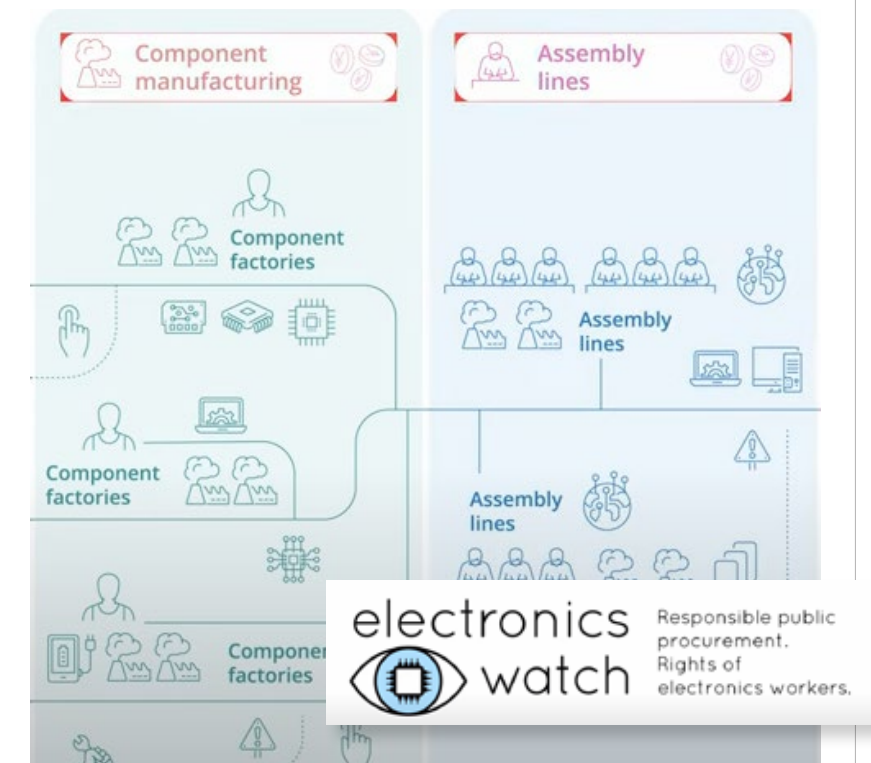 Component
manufacturing
Assembly
lines
Component
factories
Assembly
lines
Component
factories
Assembly
lines
Componen
factories
electronics
watch
Responsible public
procurement.
Rights of
electronics workers.